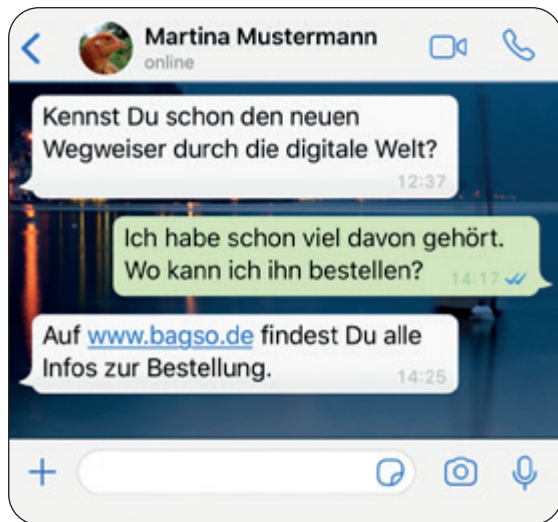 Martina Mustermann
online
Kennst Du schon den neuen
Wegweiser durch die digitale Welt?
12:37
Ich habe schon viel davon gehört.
Wo kann ich ihn bestellen?
14:17
Auf www.bagso.de findest Du alle
Infos zur Bestellung.
14:25